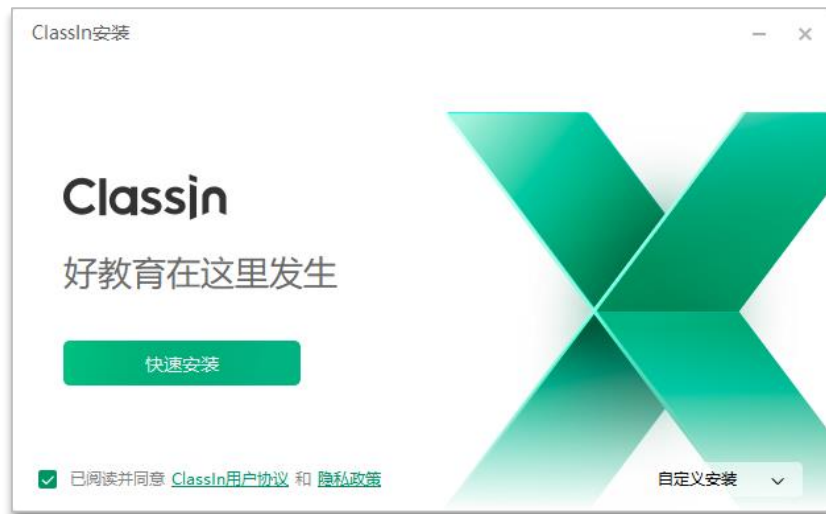 ClassIn安装
Classin
好教育在这里发生
快速安装
已阅读并同意 ClassIn用户协议 和 隐私政策
自定义安装